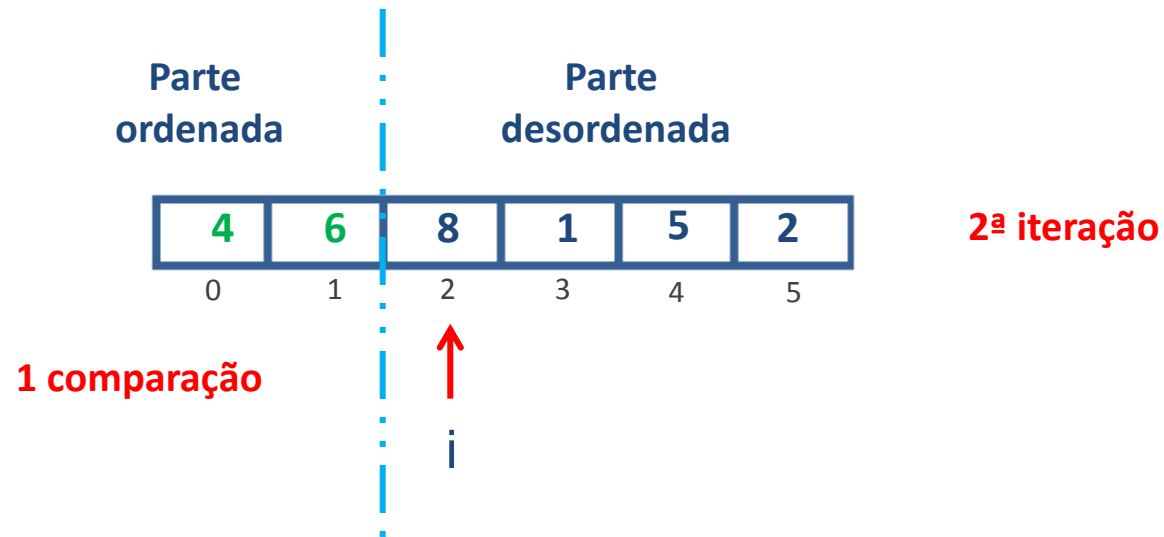 Parte
ordenada
Parte
desordenada
4 6 8 1 5 2
2ª iteração
0 1 2 3 4 5
1 comparação
i